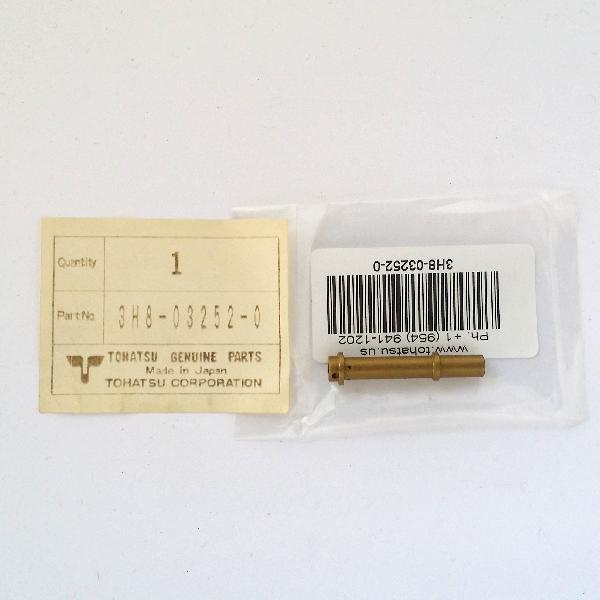 Quantity 1
Part No. 3H8-03252-0
TOHATSU GENUINE PARTS
Made in Japan
TOHATSU CORPORATION
www.tohatsu.us
Ph. +1 (954) 941-1202
3H8-03252-0